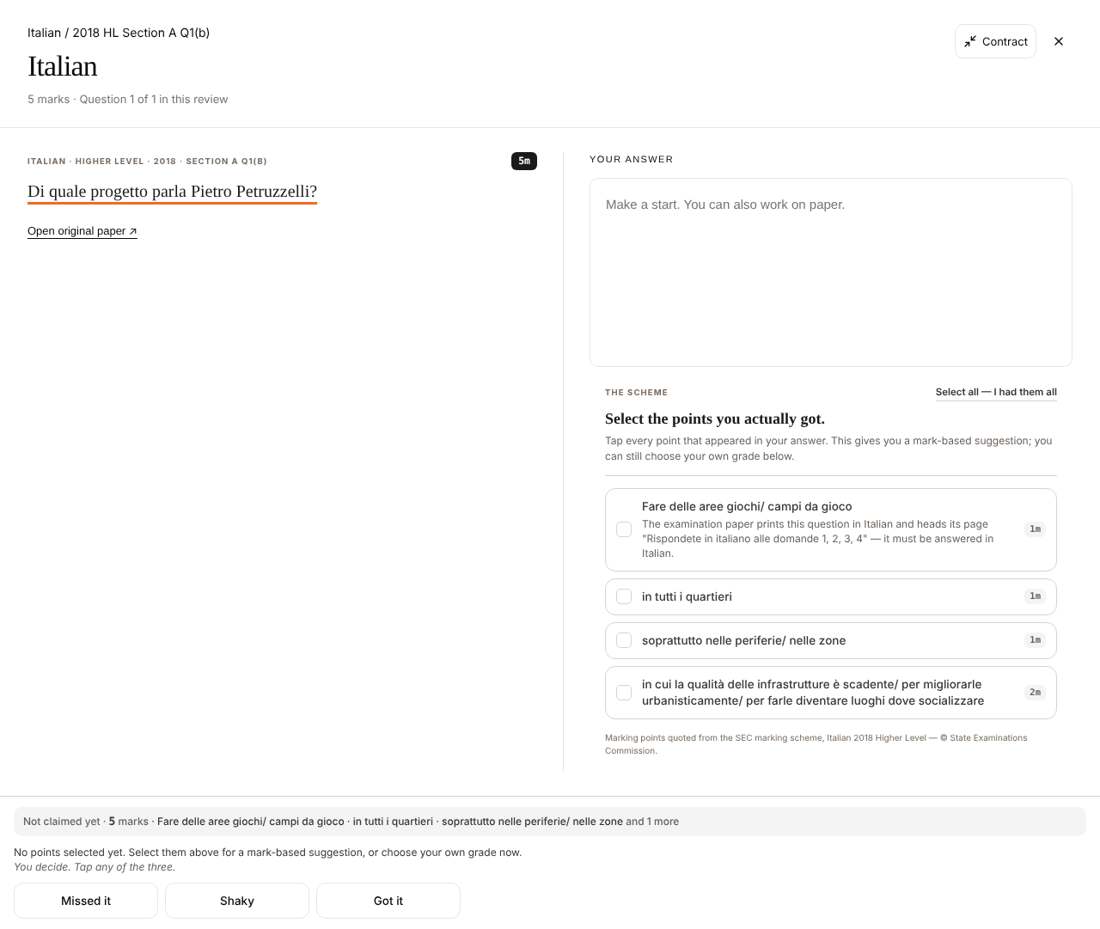 Italian / 2018 HL Section A Q1(b)
Italian
5 marks · Question 1 of 1 in this review
Contract
ITALIAN · HIGHER LEVEL · 2018 · SECTION A Q1(B)
5m
Di quale progetto parla Pietro Petruzzelli?
Open original paper ↗
YOUR ANSWER
Make a start. You can also work on paper.
THE SCHEME
Select all — I had them all
Select the points you actually got.
Tap every point that appeared in your answer. This gives you a mark-based suggestion; you
can still choose your own grade below.
Fare delle aree giochi/ campi da gioco
The examination paper prints this question in Italian and heads its page
"Rispondete in italiano alle domande 1, 2, 3, 4" — it must be answered in
Italian.
1m
in tutti i quartieri
1m
soprattutto nelle periferie/ nelle zone
1m
in cui la qualità delle infrastrutture è scadente/ per migliorarle
urbanisticamente/ per farle diventare luoghi dove socializzare
2m
Marking points quoted from the SEC marking scheme, Italian 2018 Higher Level — © State Examinations
Commission.
Not claimed yet · 5 marks · Fare delle aree giochi/ campi da gioco · in tutti i quartieri · soprattutto nelle periferie/ nelle zone and 1 more
No points selected yet. Select them above for a mark-based suggestion, or choose your own grade now.
You decide. Tap any of the three.
Missed it
Shaky
Got it